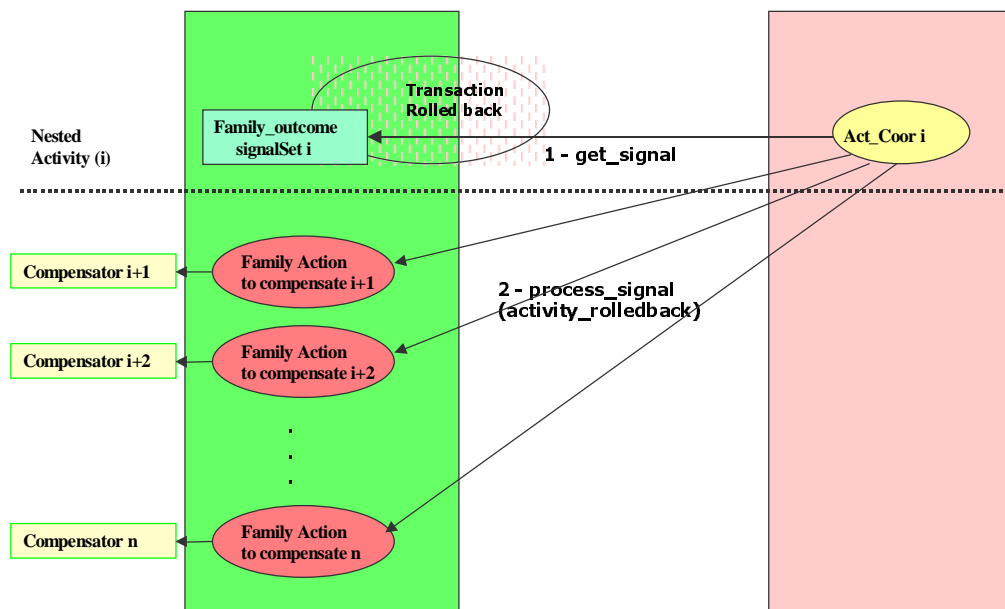 Transaction
Rolled back
Nested
Activity (i)
Family_outcome
signalSet i
Act_Coor i
1 - get_signal
Compensator i+1
Family Action
to compensate i+1
2 - process_signal
(activity_rolledback)
Compensator i+2
Family Action
to compensate i+2
.
.
.
Compensator n
Family Action
to compensate n